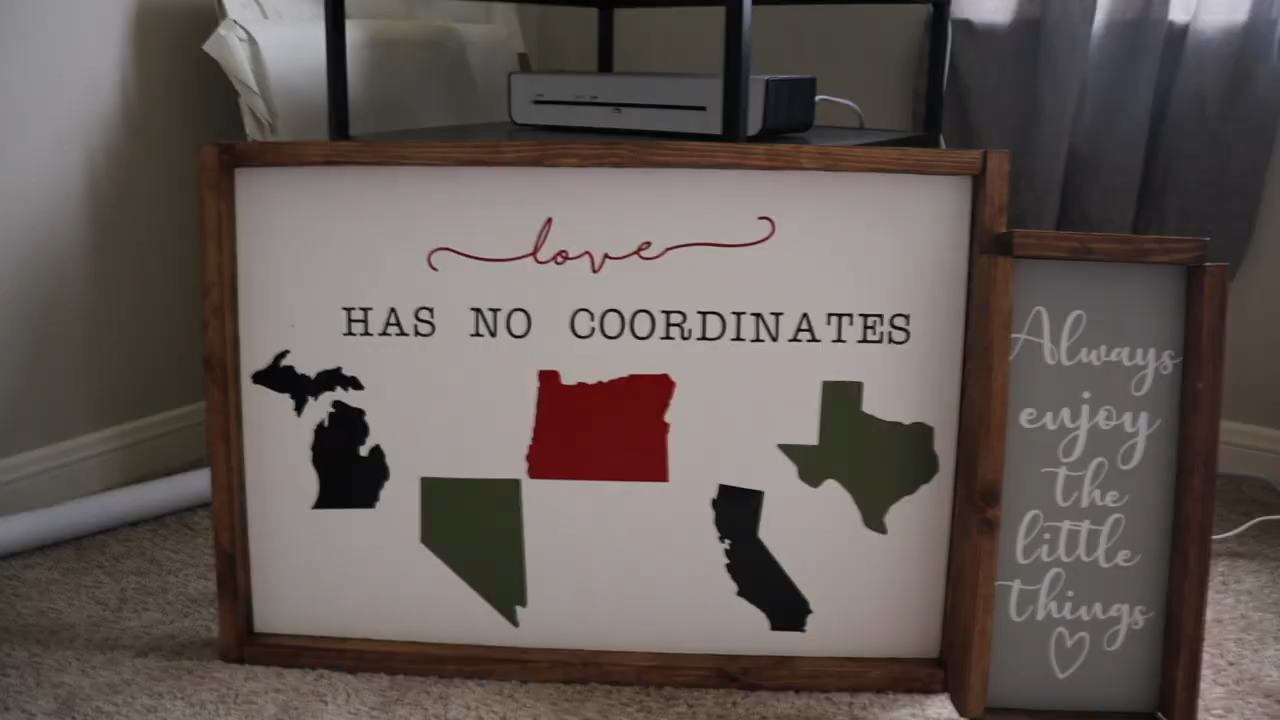 love
HAS NO COORDINATES
Always
enjoy
the
little
things